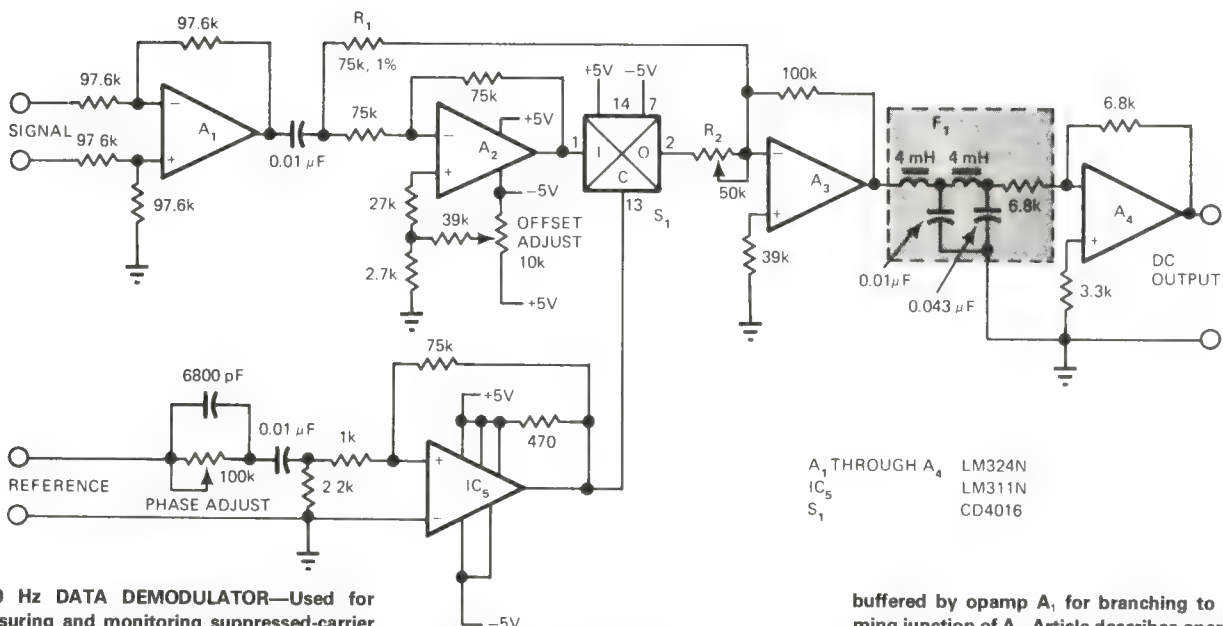 97.6k
R1
75k, 1%
97.6k
SIGNAL
97.6k
97.6k
A1
0.01 µF
75k
75k
A2
+5V
-5V
27k
39k
2.7k
OFFSET
ADJUST
10k
+5V
+5V -5V
14 7
1 I O 2
C
13
S1
R2
50k
100k
A3
39k
F1
4 mH 4 mH
6.8k
0.01µF
0.043 µF
6.8k
A4
3.3k
DC
OUTPUT
6800 pF
0.01 µF
1k
75k
+5V
470
REFERENCE
100k
PHASE ADJUST
2 2k
IC5
-5V
A1 THROUGH A4 LM324N
IC5 LM311N
S1 CD4016
0 Hz DATA DEMODULATOR—Used for
suring and monitoring suppressed-carrier
buffered by opamp A1 for branching to
ming junction of A. Article describes oper